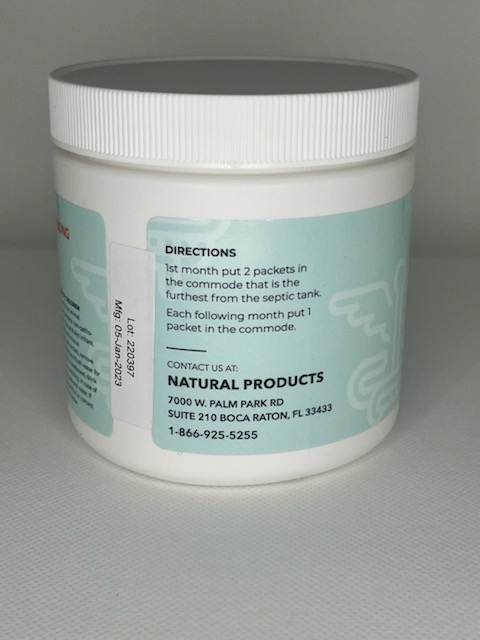 DIRECTIONS
1st month put 2 packets in
the commode that is the
furthest from the septic tank.
Each following month put 1
packet in the commode.
CONTACT US AT:
NATURAL PRODUCTS
7000 W. PALM PARK RD
SUITE 210 BOCA RATON, FL 33433
1-866-925-5255
Lot: 220397
Mfg: 05-Jan-2023